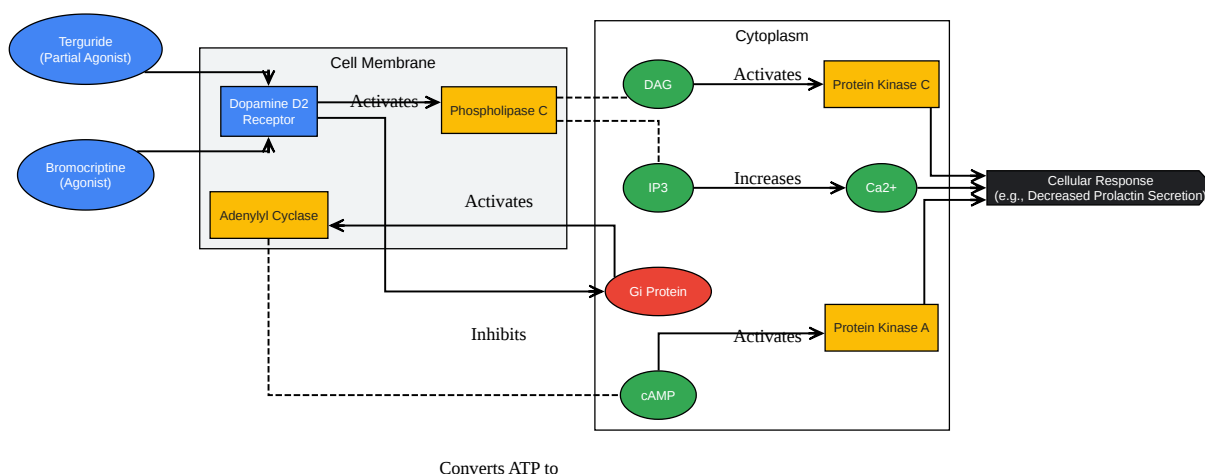 Terguride
(Partial Agonist)
Bromocriptine
(Agonist)
Cell Membrane
Dopamine D2
Receptor
Activates
Phospholipase C
Adenylyl Cyclase
Activates
Inhibits
Converts ATP to
Cytoplasm
DAG
Activates
Protein Kinase C
IP3
Increases
Ca2+
Gi Protein
cAMP
Activates
Protein Kinase A
Cellular Response
(e.g., Decreased Prolactin Secretion)